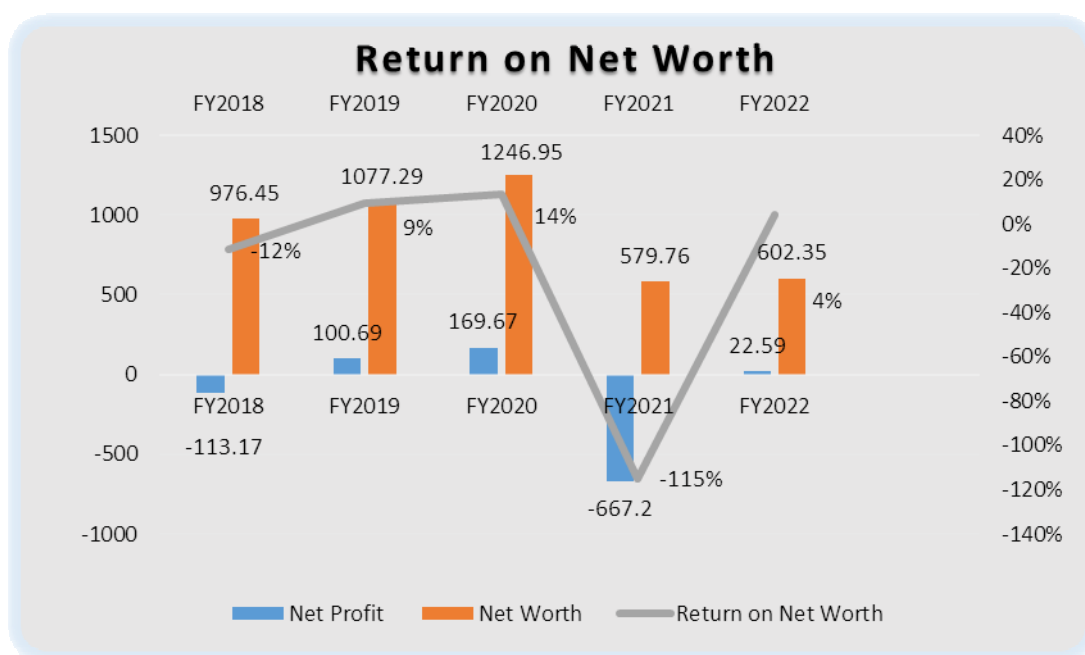 Return on Net Worth
FY2018 FY2019 FY2020 FY2021 FY2022
1500 40%
1246.95
976.45 1077.29 20%
1000 14% 0%
-12% 9%
579.76 602.35 -20%
500 4% -40%
100.69 169.67 22.59 -60%
0
FY2018 FY2019 FY2020 FY2021 FY2022 -80%
-113.17
-500 -100%
-115%
-667.2 -120%
-1000 -140%
Net Profit Net Worth Return on Net Worth